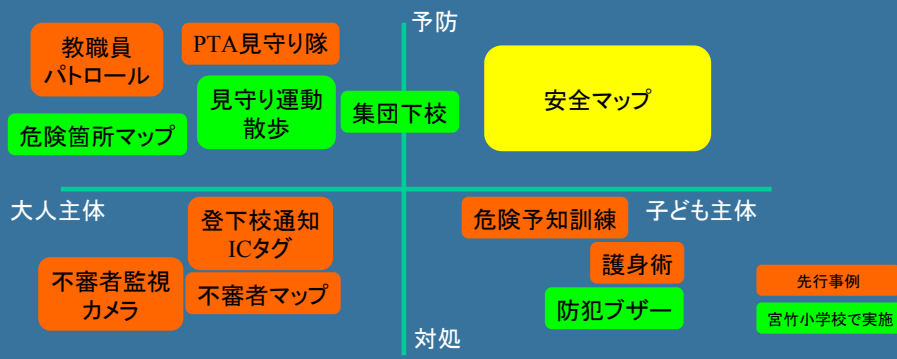 予防
教職員
パトロール
PTA見守り隊
見守り運動
散歩
集団下校
危険箇所マップ
安全マップ
大人主体
子ども主体
登下校通知
ICタグ
不審者監視
カメラ
不審者マップ
危険予知訓練
護身術
防犯ブザー
対処
先行事例
宮竹小学校で実施